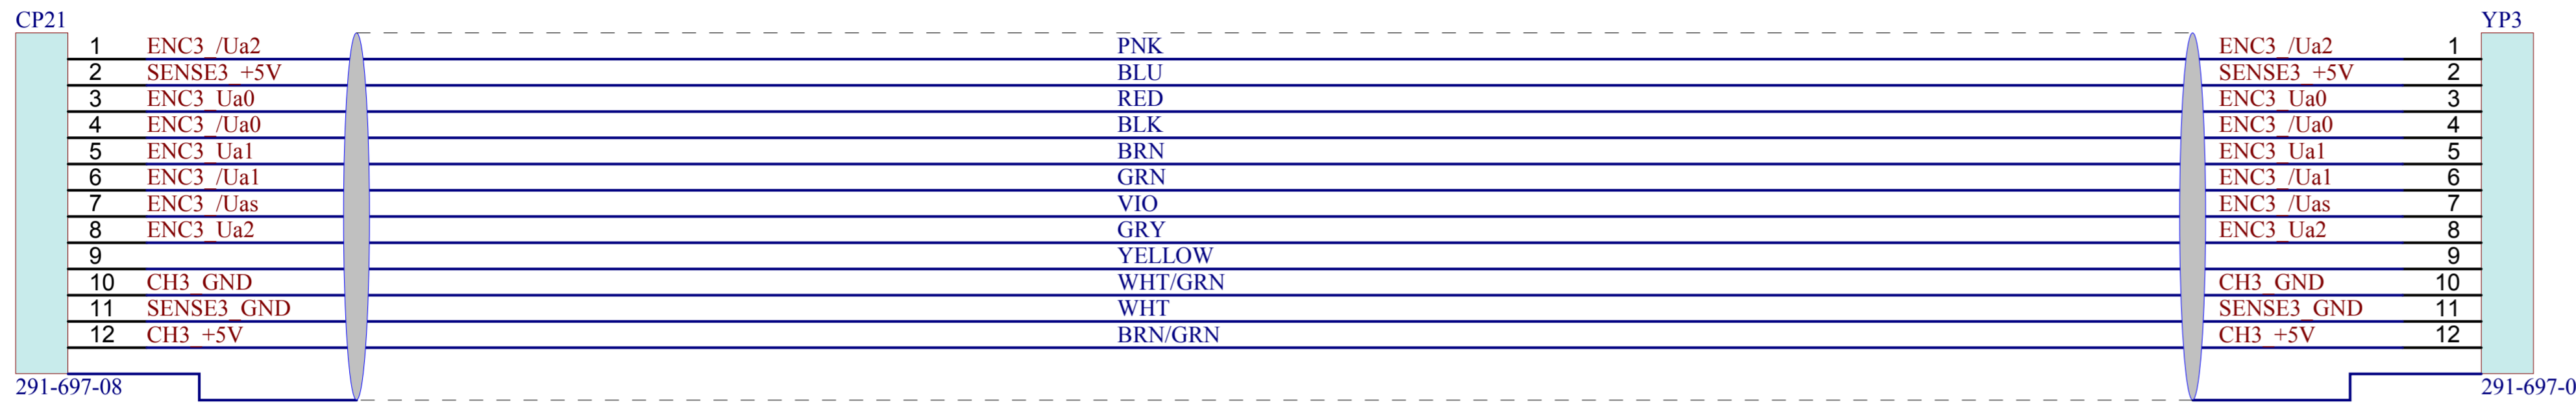 CP21 YP3
1 ENC3_/Ua2 PNK ENC3_/Ua2 1
2 SENSE3_+5V BLU SENSE3_+5V 2
3 ENC3_Ua0 RED ENC3_Ua0 3
4 ENC3_/Ua0 BLK ENC3_/Ua0 4
5 ENC3_Ua1 BRN ENC3_Ua1 5
6 ENC3_/Ua1 GRN ENC3_/Ua1 6
7 ENC3_/Uas VIO ENC3_/Uas 7
8 ENC3_Ua2 GRY ENC3_Ua2 8
9 YELLOW 9
10 CH3_GND WHT/GRN CH3_GND 10
11 SENSE3_GND WHT SENSE3_GND 11
12 CH3_+5V BRN/GRN CH3_+5V 12
291-697-08 291-697-0